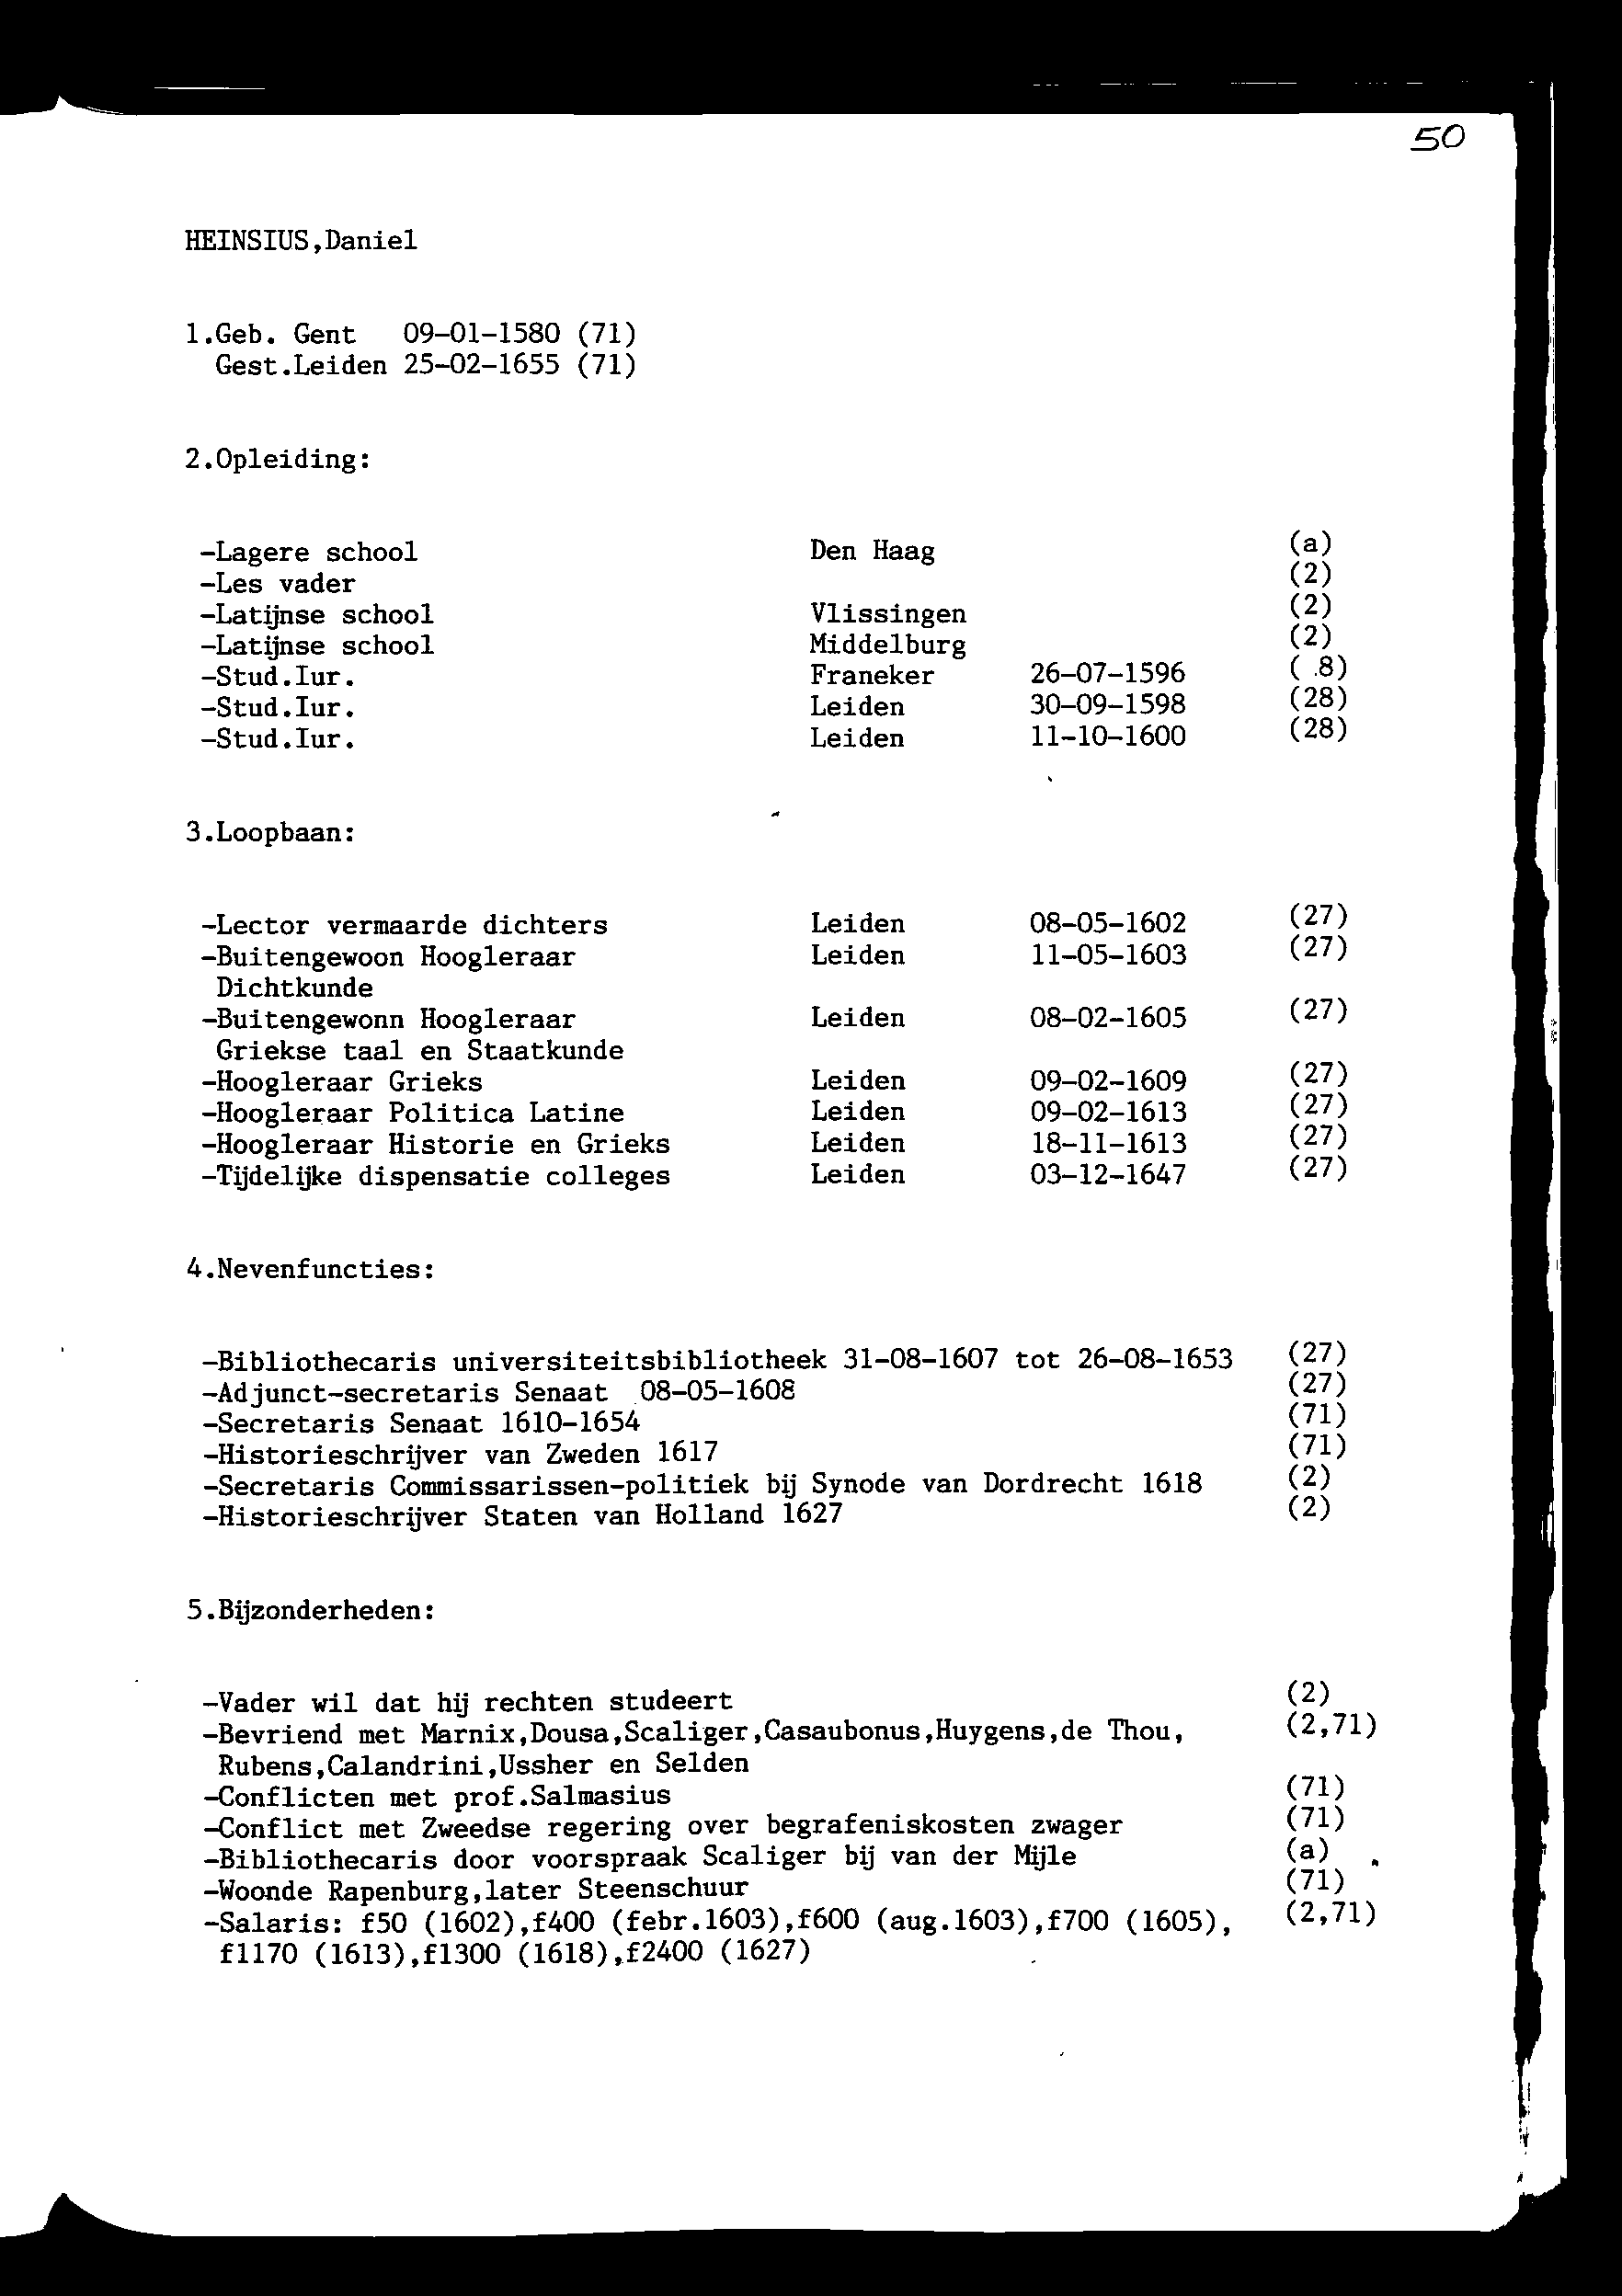 50
HEINSIUS,Daniel
1.Geb. Gent 09-01-1580 (71)
Gest.Leiden 25-02-1655 (71)
2.Opleiding:
-Lagere school Den Haag (a)
-Les vader (2)
-Latijnse school Vlissingen (2)
-Latijnse school Middelburg (2)
-Stud.Iur. Franeker 26-07-1596 ( .8)
-Stud.Iur. Leiden 30-09-1598 (28)
-Stud.Iur. Leiden 11-10-1600 (28)
3.Loopbaan:
-Lector vermaarde dichters Leiden 08-05-1602 (27)
-Buitengewoon Hoogleraar Leiden 11-05-1603 (27)
Dichtkunde
-Buitengewonn Hoogleraar Leiden 08-02-1605 (27)
Griekse taal en Staatkunde
-Hoogleraar Grieks Leiden 09-02-1609 (27)
-Hoogleraar Politica Latine Leiden 09-02-1613 (27)
-Hoogleraar Historie en Grieks Leiden 18-11-1613 (27)
-Tijdelijke dispensatie colleges Leiden 03-12-1647 (27)
4.Nevenfuncties:
-Bibliothecaris universiteitsbibliotheek 31-08-1607 tot 26-08-1653 (27)
-Adjunct-secretaris Senaat 08-05-1608 (27)
-Secretaris Senaat 1610-1654 (71)
-Historieschrijver van Zweden 1617 (71)
-Secretaris Commissarissen-politiek bij Synode van Dordrecht 1618 (2)
-Historieschrijver Staten van Holland 1627 (2)
5.Bijzonderheden:
-Vader wil dat hij rechten studeert (2)
-Bevriend met Marnix,Dousa,Scaliger,Casaubonus,Huygens,de Thou, (2,71)
Rubens,Calandrini,Ussher en Selden
-Conflicten met prof.Salmasius (71)
-Conflict met Zweedse regering over begrafeniskosten zwager (71)
-Bibliothecaris door voorspraak Scaliger bij van der Mijle (a)
-Woonde Rapenburg,later Steenschuur (71)
-Salaris: f50 (1602),f400 (febr.1603),f600 (aug.1603),f700 (1605), (2,71)
f1170 (1613),f1300 (1618),f2400 (1627)